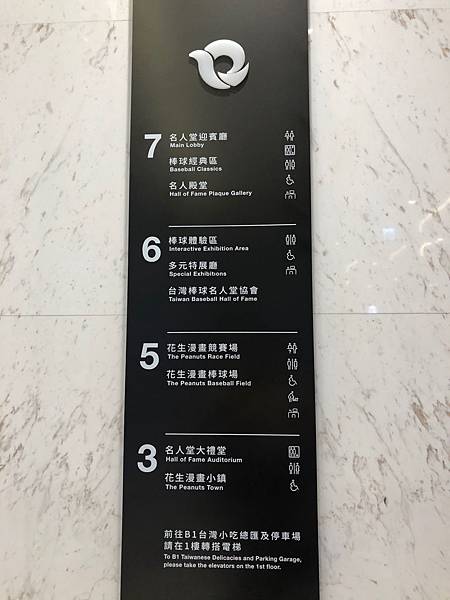 7
名人堂迎賓廳
Main Lobby
棒球經典區
Baseball Classics
名人殿堂
Hall of Fame Plaque Gallery
6
棒球體驗區
Interactive Exhibition Area
多元特展廳
Special Exhibitions
台灣棒球名人堂協會
Taiwan Baseball Hall of Fame
5
花生漫畫競賽場
The Peanuts Race Field
花生漫畫棒球場
The Peanuts Baseball Field
3
名人堂大禮堂
Hall of Fame Auditorium
花生漫畫小鎮
The Peanuts Town
前往B1台灣小吃總匯及停車場
請在1樓轉搭電梯
To B1 Taiwanese Delicacies and Parking Garage,
please take the elevators on the 1st floor.